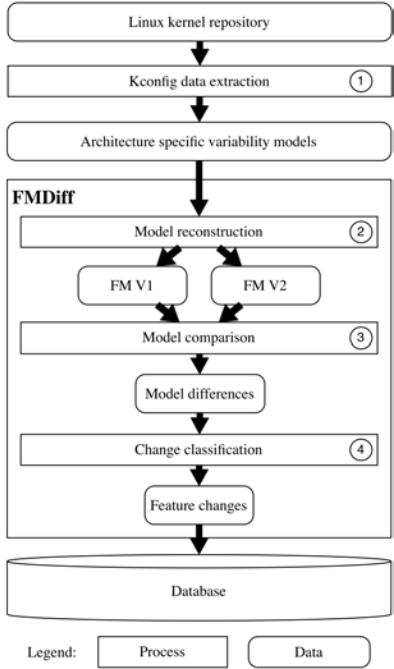 Linux kernel repository
Kconfig data extraction 1
Architecture specific variability models
FMDiff
Model reconstruction 2
FM V1 FM V2
Model comparison 3
Model differences
Change classification 4
Feature changes
Database
Legend: Process Data